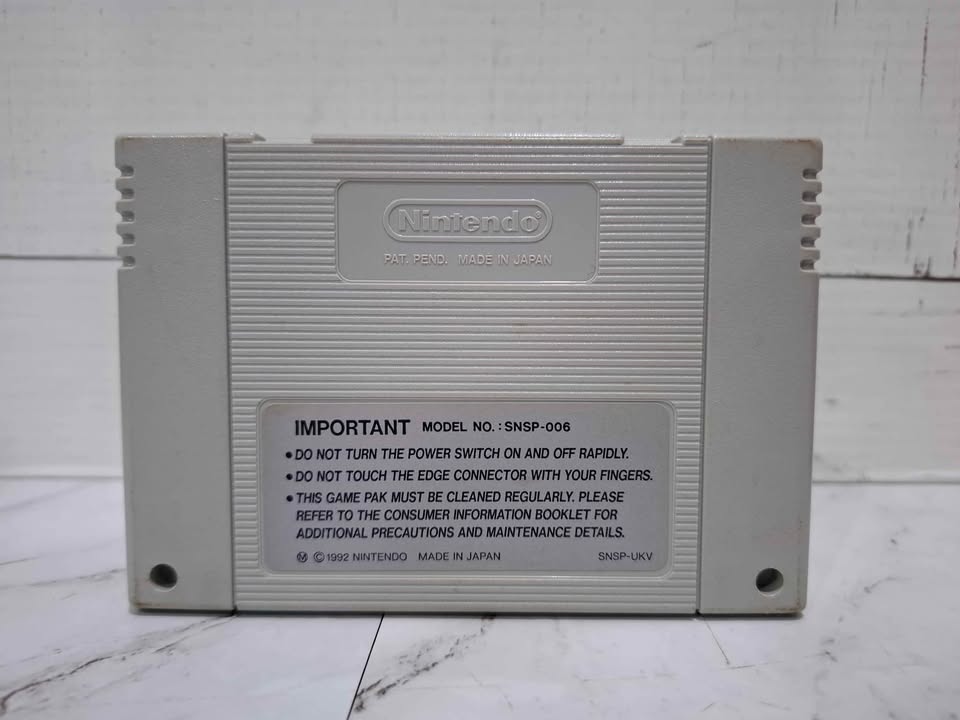 Nintendo®
PAT. PEND. MADE IN JAPAN
IMPORTANT MODEL NO.: SNSP-006
• DO NOT TURN THE POWER SWITCH ON AND OFF RAPIDLY.
• DO NOT TOUCH THE EDGE CONNECTOR WITH YOUR FINGERS.
• THIS GAME PAK MUST BE CLEANED REGULARLY. PLEASE
REFER TO THE CONSUMER INFORMATION BOOKLET FOR
ADDITIONAL PRECAUTIONS AND MAINTENANCE DETAILS.
Ⓜ ©1992 NINTENDO MADE IN JAPAN SNSP-UKV